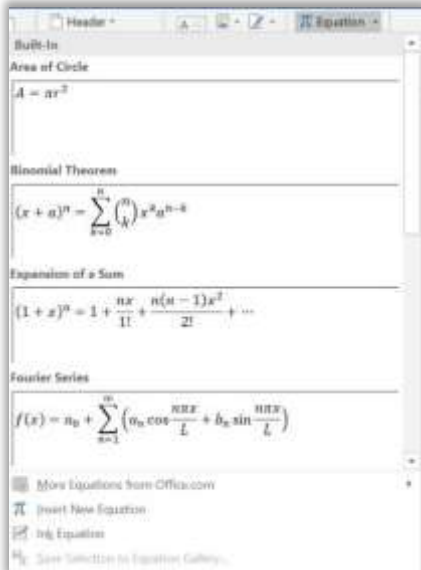 Header
A
π Equation
Built-In
Area of Circle
A = πr²
Binomial Theorem
(x + a)ⁿ = ∑ₖ₌₀ⁿ (n k) xᵏaⁿ⁻ᵏ
Expansion of a Sum
(1 + x)ⁿ = 1 + nx/1! + n(n − 1)x²/2! + ⋯
Fourier Series
f(x) = a₀ + ∑ₙ₌₁^∞ (aₙ cos nπx/L + bₙ sin nπx/L)
More Equations from Office.com
π Insert New Equation
Ink Equation
Save Selection to Equation Gallery...